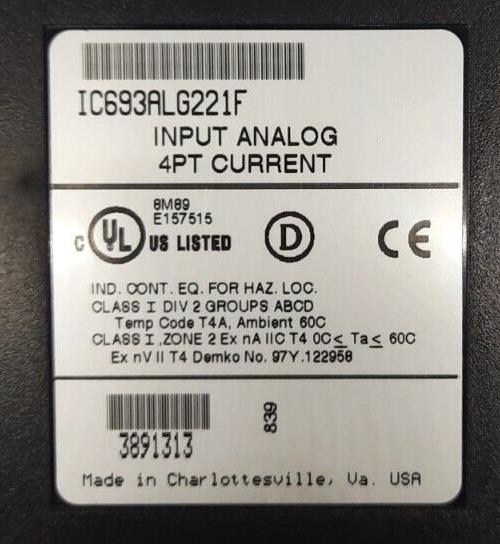 IC693ALG221F
INPUT ANALOG
4PT CURRENT
8M89
E157515
C UL US LISTED D CE
IND. CONT. EQ. FOR HAZ. LOC.
CLASS I DIV 2 GROUPS ABCD
Temp Code T4A, Ambient 60C
CLASS I ,ZONE 2 Ex nA IIC T4 0C≤ Ta≤ 60C
Ex nV II T4 Demko No. 97Y.122958
839
3891313
Made in Charlottesville, Va. USA